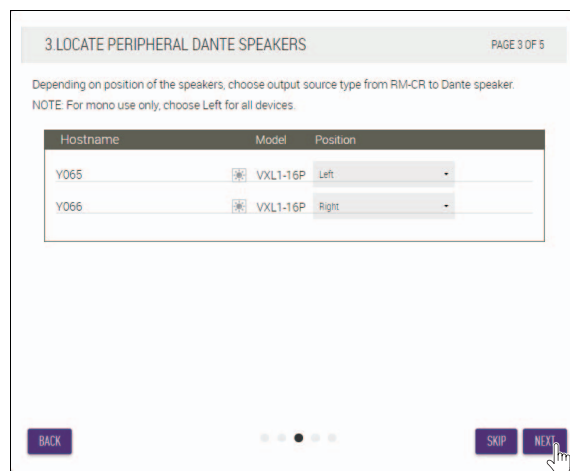 3.LOCATE PERIPHERAL DANTE SPEAKERS PAGE 3 OF 5
Depending on position of the speakers, choose output source type from RM-CR to Dante speaker.
NOTE: For mono use only, choose Left for all devices.
Hostname Model Position
Y065 VXL1-16P Left
Y066 VXL1-16P Right
BACK SKIP NEXT